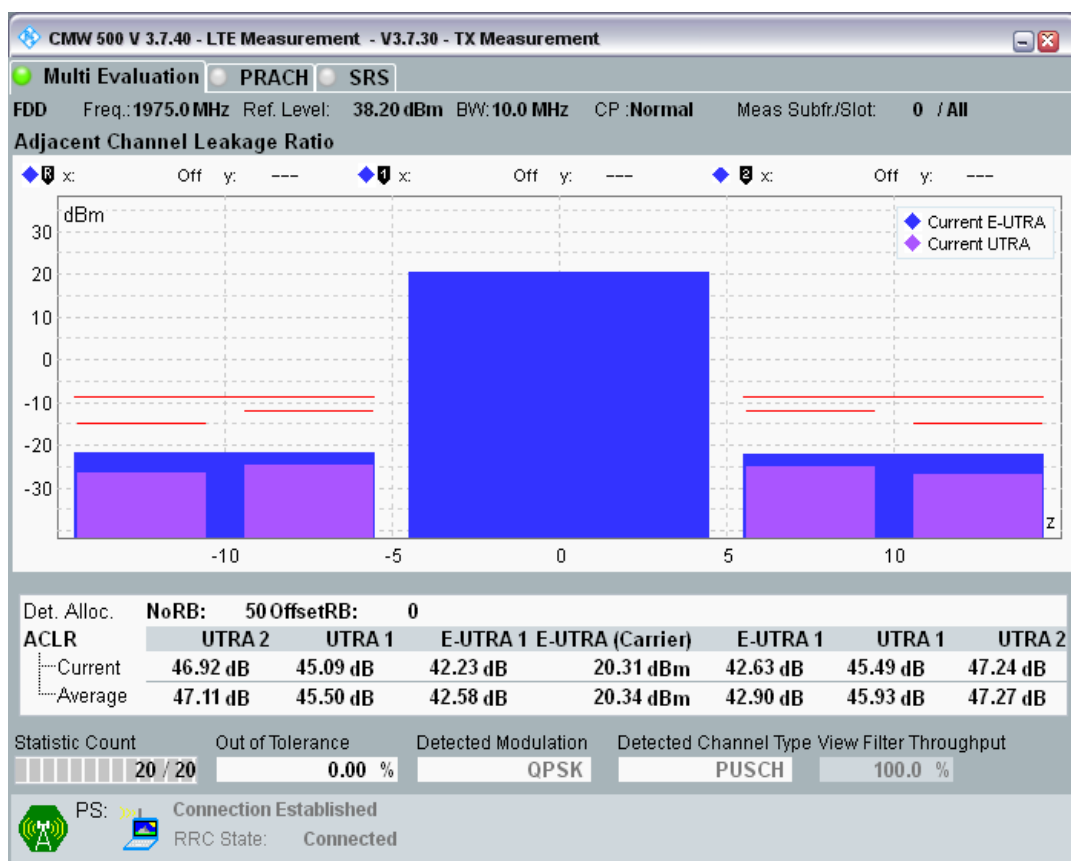 CMW 500 V 3.7.40 - LTE Measurement - V3.7.30 - TX Measurement
Multi Evaluation PRACH SRS
FDD Freq.: 1975.0 MHz Ref. Level: 38.20 dBm BW: 10.0 MHz CP :Normal Meas Subfr./Slot: 0 / All
Adjacent Channel Leakage Ratio
R x: Off y: --- 1 x: Off y: --- 2 x: Off y: ---
dBm
Current E-UTRA
Current UTRA
30
20
10
0
-10
-20
-30
z
-10 -5 0 5 10
Det. Alloc. NoRB: 50 OffsetRB: 0
ACLR UTRA 2 UTRA 1 E-UTRA 1 E-UTRA (Carrier) E-UTRA 1 UTRA 1 UTRA 2
Current 46.92 dB 45.09 dB 42.23 dB 20.31 dBm 42.63 dB 45.49 dB 47.24 dB
Average 47.11 dB 45.50 dB 42.58 dB 20.34 dBm 42.90 dB 45.93 dB 47.27 dB
Statistic Count Out of Tolerance Detected Modulation Detected Channel Type View Filter Throughput
20 / 20 0.00 % QPSK PUSCH 100.0 %
PS: Connection Established
RRC State: Connected